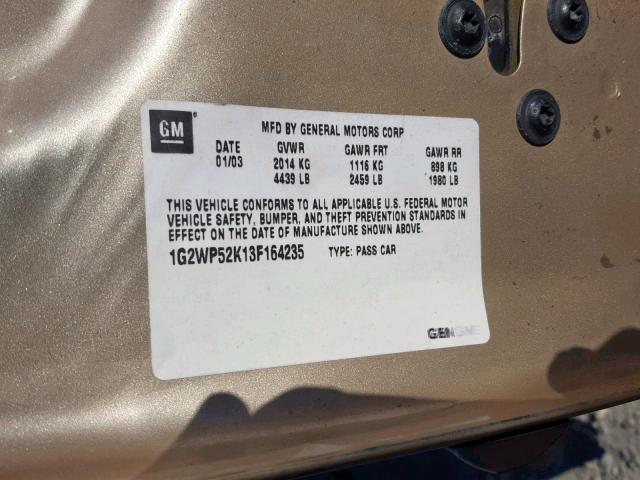 GM
MFD BY GENERAL MOTORS CORP
DATE GVWR GAWR FRT GAWR RR
01/03 2014 KG 1116 KG 898 KG
4439 LB 2459 LB 1980 LB
THIS VEHICLE CONFORMS TO ALL APPLICABLE U.S. FEDERAL MOTOR
VEHICLE SAFETY, BUMPER, AND THEFT PREVENTION STANDARDS IN
EFFECT ON THE DATE OF MANUFACTURE SHOWN ABOVE.
1G2WP52K13F164235 TYPE: PASS CAR